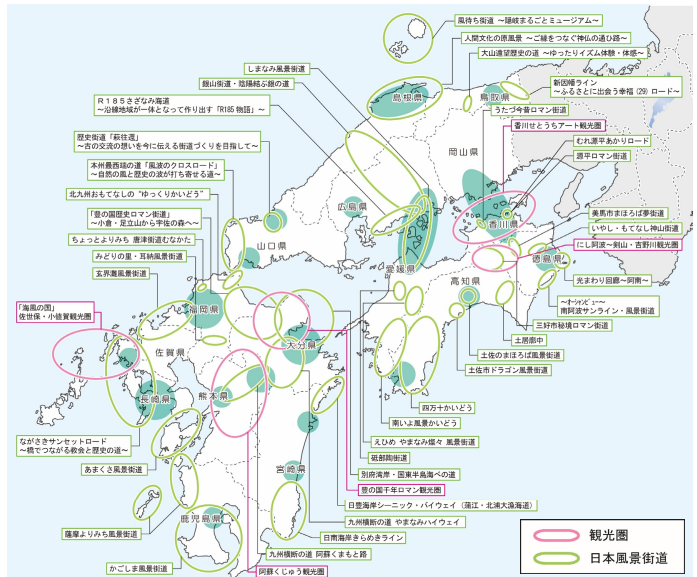 風待ち街道 ～隠岐まるごとミュージアム～
人間文化の原風景 ～ご縁をつなぐ神仏の通ひ路～
大山遠望歴史の道 ～ゆったりイズム体験・体感～
しまなみ風景街道
銀山街道・陰陽結ぶ銀の道
新因幡ライン
～ふるさとに出会う幸福（29）ロード～
R１８５さざなみ海道
～沿線地域が一体となって作り出す「R185 物語」～
うたづ今昔ロマン街道
香川せとうちアート観光圏
むれ源平あかりロード
源平ロマン街道
歴史街道「萩往還」
～古の交流の想いを今に伝える街道づくりを目指して～
本州最西端の道「風波のクロスロード」
～自然の風と歴史の波が打ち寄せる道～
北九州おもてなしの “ゆっくりかいどう”
「豊の国歴史ロマン街道」
～小倉・足立山から宇佐の森へ～
ちょっとよりみち 唐津街道むなかた
みどりの里・耳納風景街道
玄界灘風景街道
「海風の国」
佐世保・小値賀観光圏
島根県
鳥取県
岡山県
広島県
山口県
香川県
愛媛県
徳島県
高知県
福岡県
佐賀県
大分県
長崎県
熊本県
宮崎県
鹿児島県
美馬市まほろば夢街道
いやし・もてなし神山街道
にし阿波～剣山・吉野川観光圏
光まわり回廊～阿南～
～オーシャンビュー～
南阿波サンライン・風景街道
三好市秘境ロマン街道
土居廓中
土佐のまほろば風景街道
土佐市ドラゴン風景街道
四万十かいどう
南いよ風景かいどう
えひめ やまなみ燦々 風景街道
砥部陶街道
別府湾岸・国東半島海べの道
豊の国千年ロマン観光圏
日豊海岸シーニック・バイウェイ（蒲江・北浦大漁海道）
九州横断の道 やまなみハイウェイ
日南海岸きらめきライン
九州横断の道 阿蘇くまもと路
阿蘇くじゅう観光圏
ながさきサンセットロード
～橋でつながる教会と歴史の道～
あまくさ風景街道
薩摩よりみち風景街道
かごしま風景街道
観光圏
日本風景街道